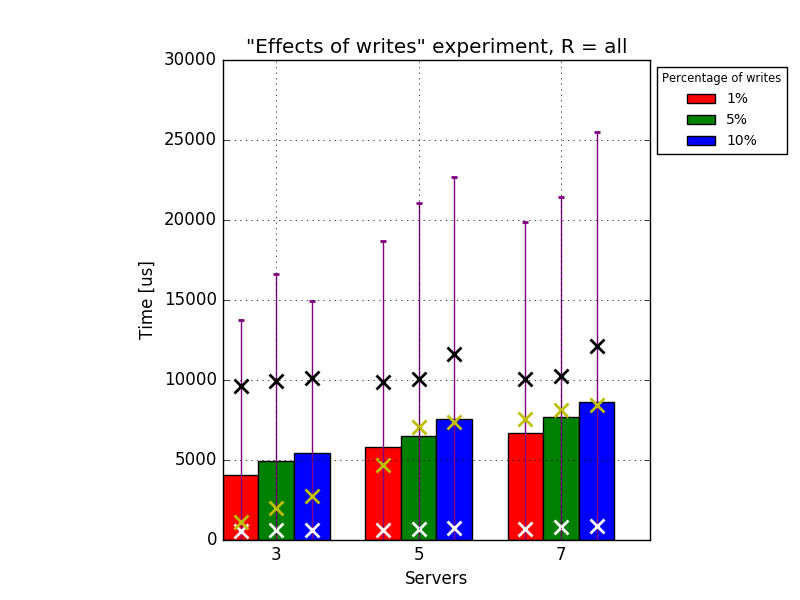 "Effects of writes" experiment, R = all
30000
25000
20000
15000
10000
5000
0
Time [us]
3 5 7
Servers
Percentage of writes
1%
5%
10%